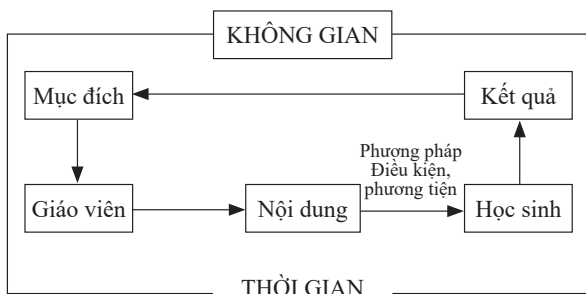 KHÔNG GIAN
Mục đích
Kết quả
Phượng pháp
Điều kiện,
phương tiện
Giáo viên
Nội dung
Học sinh
THỜI GIAN